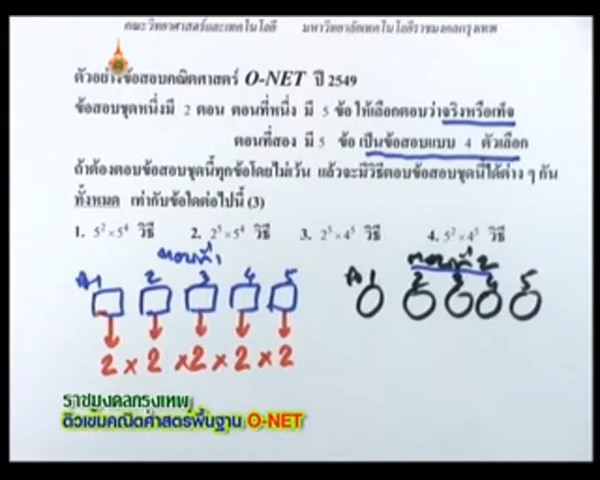 คณะวิทยาศาสตร์และเทคโนโลยี มหาวิทยาลัยเทคโนโลยีราชมงคลกรุงเทพ
ตัวอย่างข้อสอบคณิตศาสตร์ O-NET ปี 2549
ข้อสอบชุดหนึ่งมี 2 ตอน ตอนที่หนึ่ง มี 5 ข้อ ให้เลือกตอบว่าจริงหรือเท็จ
ตอนที่สอง มี 5 ข้อ เป็นข้อสอบแบบ 4 ตัวเลือก
ถ้าต้องตอบข้อสอบชุดนี้ทุกข้อโดยไม่เว้น แล้วจะมีวิธีตอบข้อสอบชุดนี้ได้ต่าง ๆ กัน
ทั้งหมด เท่ากับข้อใดต่อไปนี้ (3)
1. 5² × 5⁴ วิธี 2. 2⁵ × 5⁴ วิธี 3. 2⁵ × 4⁵ วิธี 4. 5² × 4⁵ วิธี
ตอนที่ 1 ตอนที่ 2
ข้อ 1 2 3 4 5 ข้อ 1 2 3 4 5
2 × 2 × 2 × 2 × 2
ราชมงคลกรุงเทพ
ติวเข้มคณิตศาสตร์พื้นฐาน O-NET